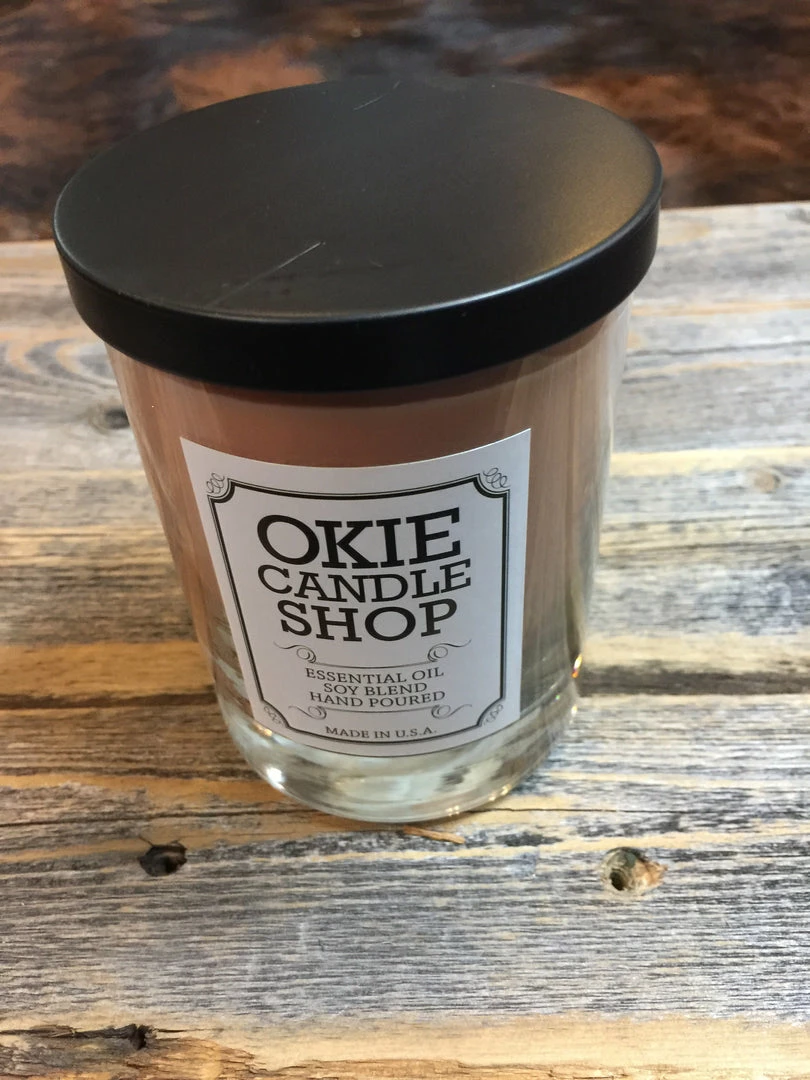 OKIE
CANDLE
SHOP
ESSENTIAL OIL
SOY BLEND
HAND POURED
MADE IN U.S.A.